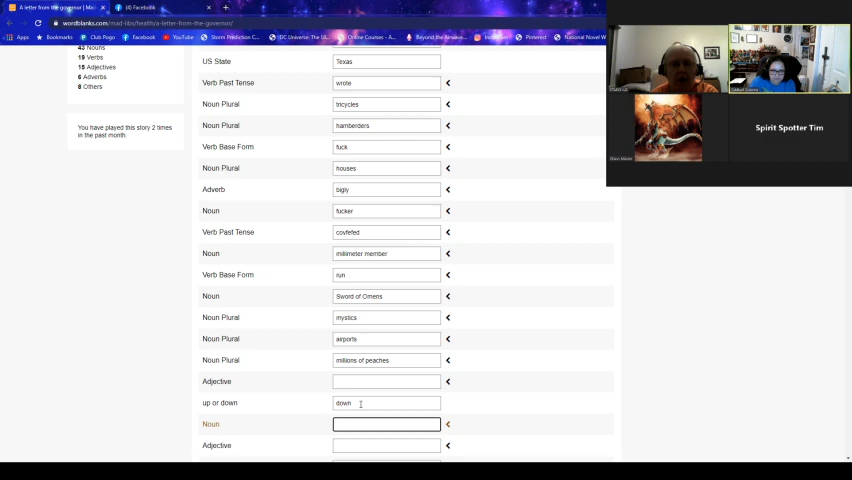 A letter from the governor | Mad
(4) Facebook
wordblanks.com/mad-libs/health/a-letter-from-the-governor/
Apps
Bookmarks
Club Pogo
Facebook
YouTube
Storm Prediction C...
!DC Universe: The Ul...
Online Courses - A...
Beyond the Airwave...
Instagram
Pinterest
National Novel W
43 Nouns
19 Verbs
15 Adjectives
6 Adverbs
8 Others
You have played this story 2 times
in the past month.
US State Texas
Verb Past Tense wrote
Noun Plural tricycles
Noun Plural hamberders
Verb Base Form fuck
Noun Plural houses
Adverb bigly
Noun fucker
Verb Past Tense covfefed
Noun millimeter member
Verb Base Form run
Noun Sword of Omens
Noun Plural mystics
Noun Plural airports
Noun Plural millions of peaches
Adjective
up or down down
Noun
Adjective
Spirit Spotter Tim